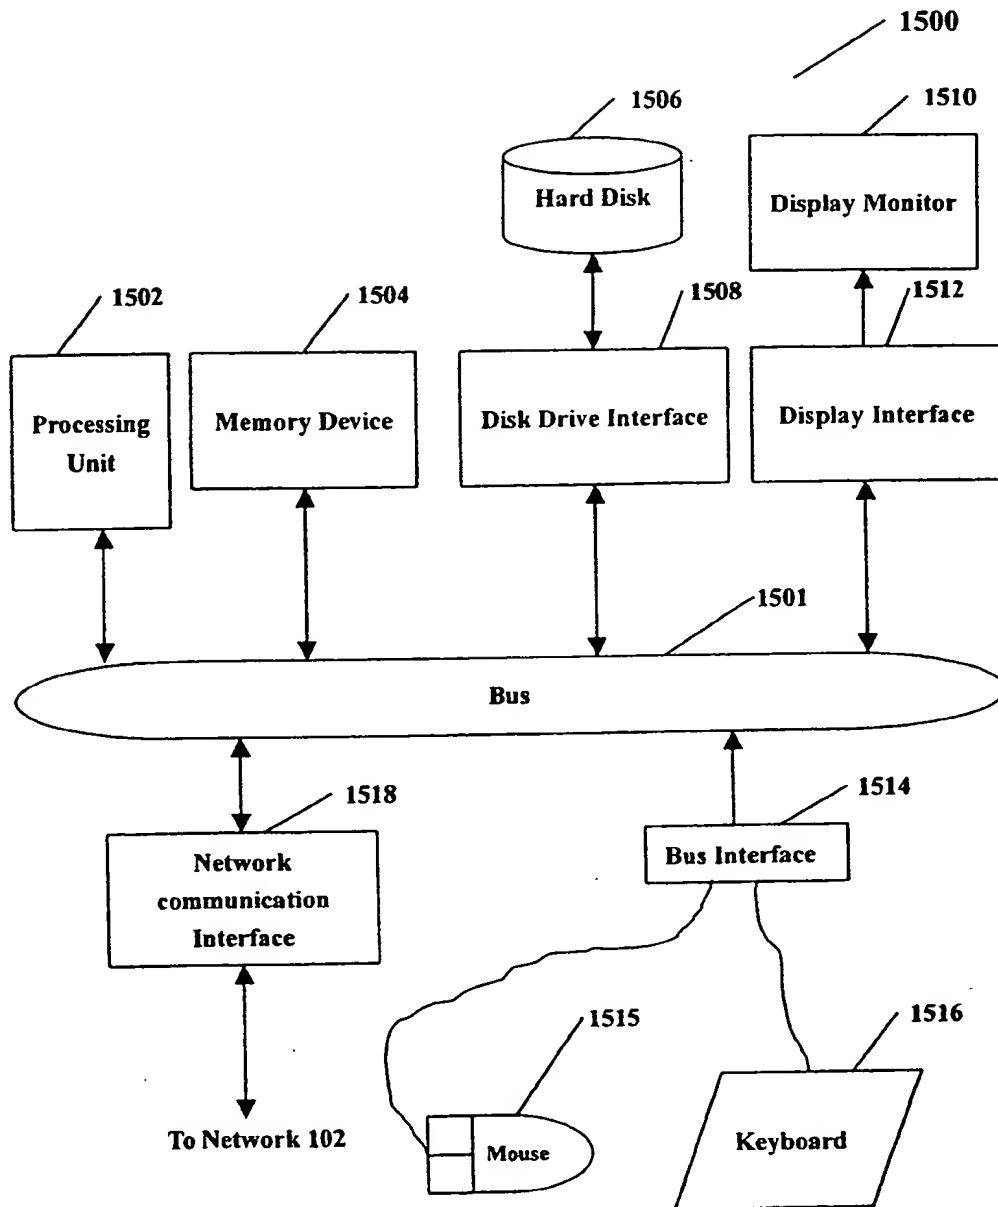 1500
1506
1510
Hard Disk
Display Monitor
1502
1504
1508
1512
Processing
Unit
Memory Device
Disk Drive Interface
Display Interface
1501
Bus
1518
1514
Network
communication
Interface
Bus Interface
1515
1516
To Network 102
Mouse
Keyboard